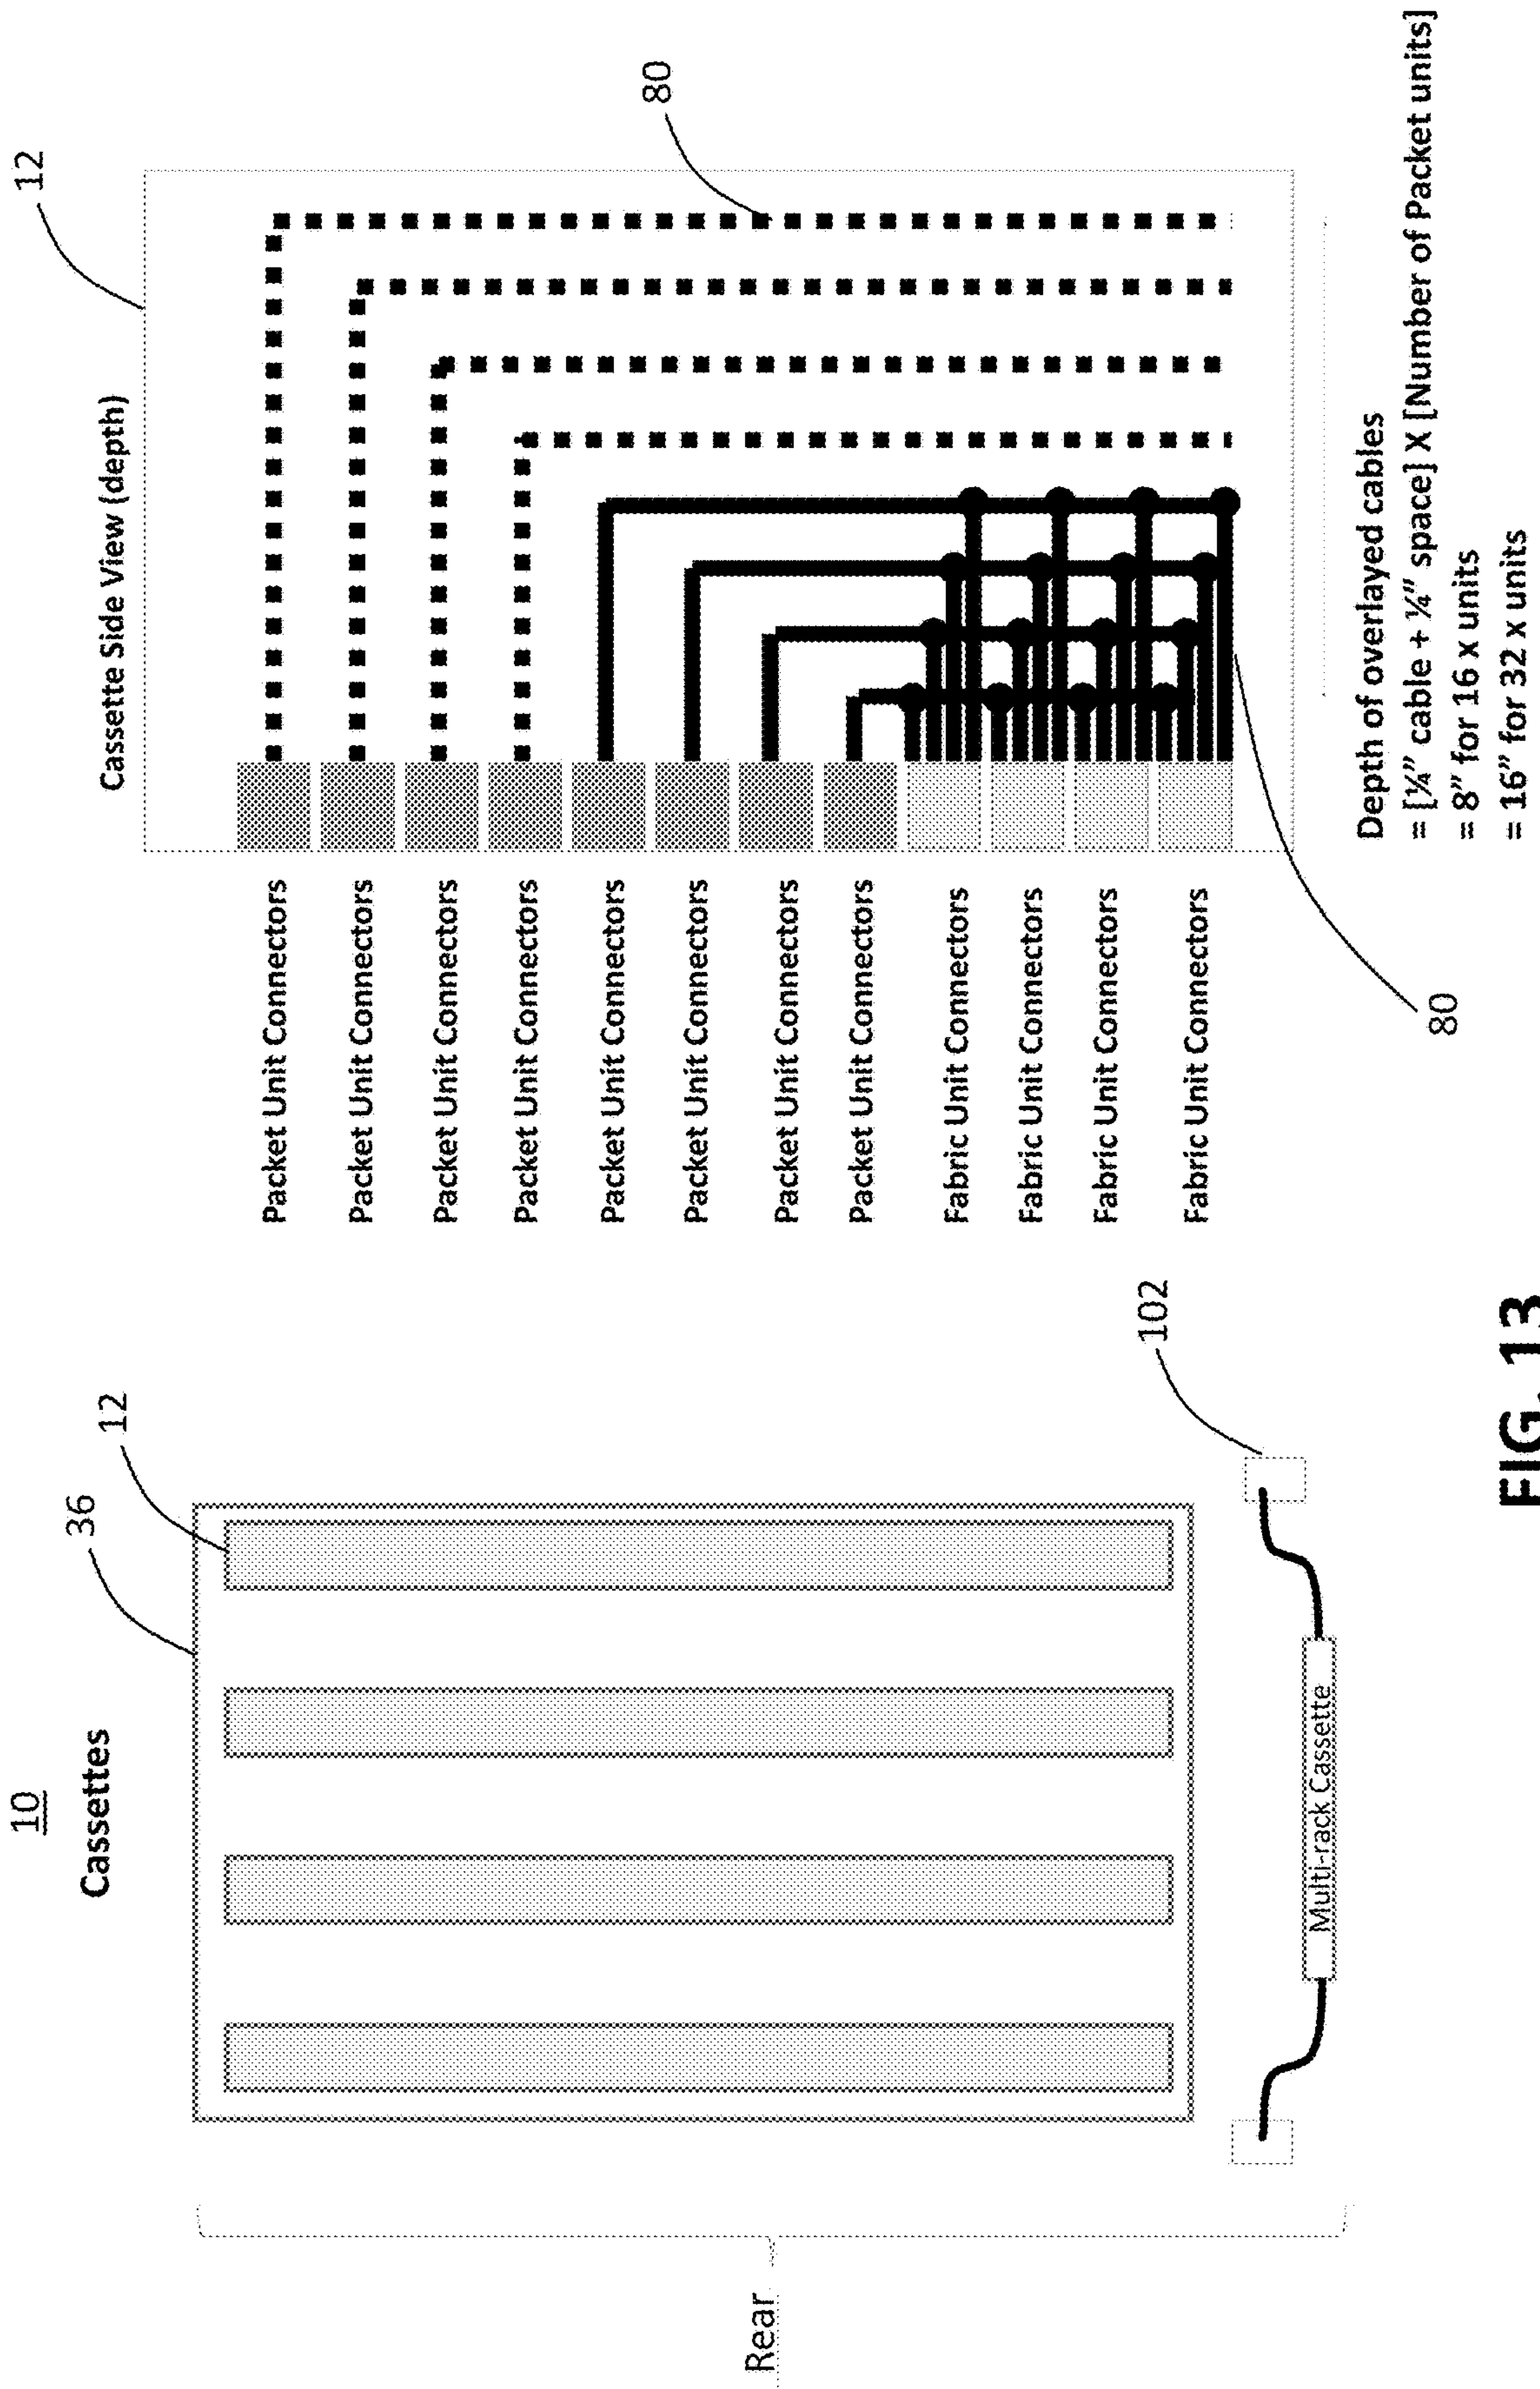 10
Cassettes
36
12
Rear
Multi-rack Cassette
102
12
Cassette Side View (depth)
80
Packet Unit Connectors
Packet Unit Connectors
Packet Unit Connectors
Packet Unit Connectors
Packet Unit Connectors
Packet Unit Connectors
Packet Unit Connectors
Packet Unit Connectors
Fabric Unit Connectors
Fabric Unit Connectors
Fabric Unit Connectors
Fabric Unit Connectors
80
Depth of overlayed cables
= [¼” cable + ¼” space] X [Number of Packet units]
= 8” for 16 x units
= 16” for 32 x units
FIG. 13